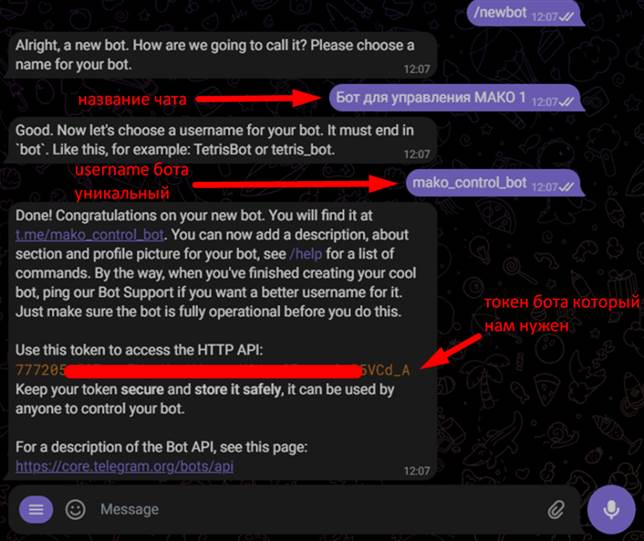 /newbot 12:07
Alright, a new bot. How are we going to call it? Please choose a
name for your bot.
12:07
название чата
Бот для управления МАКО 1 12:07
Good. Now let's choose a username for your bot. It must end in
`bot`. Like this, for example: TetrisBot or tetris_bot.
12:07
username бота
уникальный
mako_control_bot 12:07
Done! Congratulations on your new bot. You will find it at
t.me/mako_control_bot. You can now add a description, about
section and profile picture for your bot, see /help for a list of
commands. By the way, when you've finished creating your cool
bot, ping our Bot Support if you want a better username for it.
Just make sure the bot is fully operational before you do this.
токен бота который
нам нужен
Use this token to access the HTTP API:
777205 5VCd_A
Keep your token secure and store it safely, it can be used by
anyone to control your bot.
For a description of the Bot API, see this page:
https://core.telegram.org/bots/api
12:07
Message